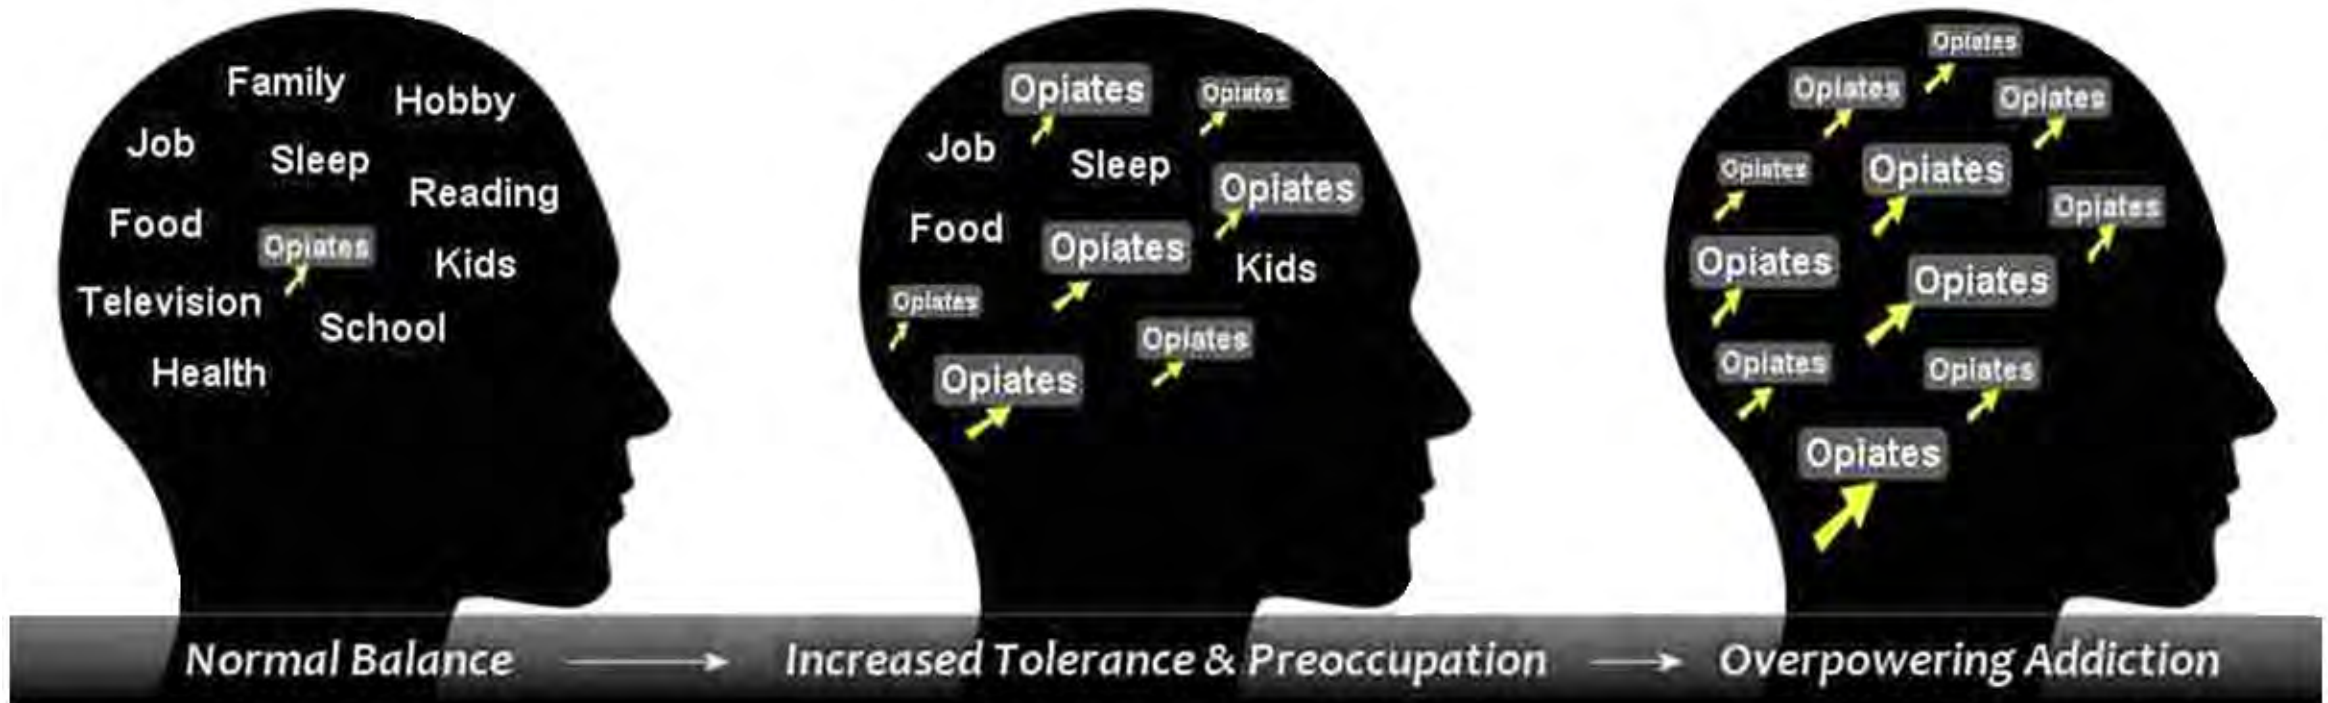 Family
Hobby
Job
Sleep
Reading
Food
Opiates
Kids
Television
School
Health
Normal Balance
Opiates
Opiates
Job
Sleep
Opiates
Food
Opiates
Kids
Opiates
Opiates
Opiates
Increased Tolerance & Preoccupation
Opiates
Opiates
Opiates
Opiates
Opiates
Opiates
Opiates
Opiates
Opiates
Opiates
Opiates
Overpowering Addiction